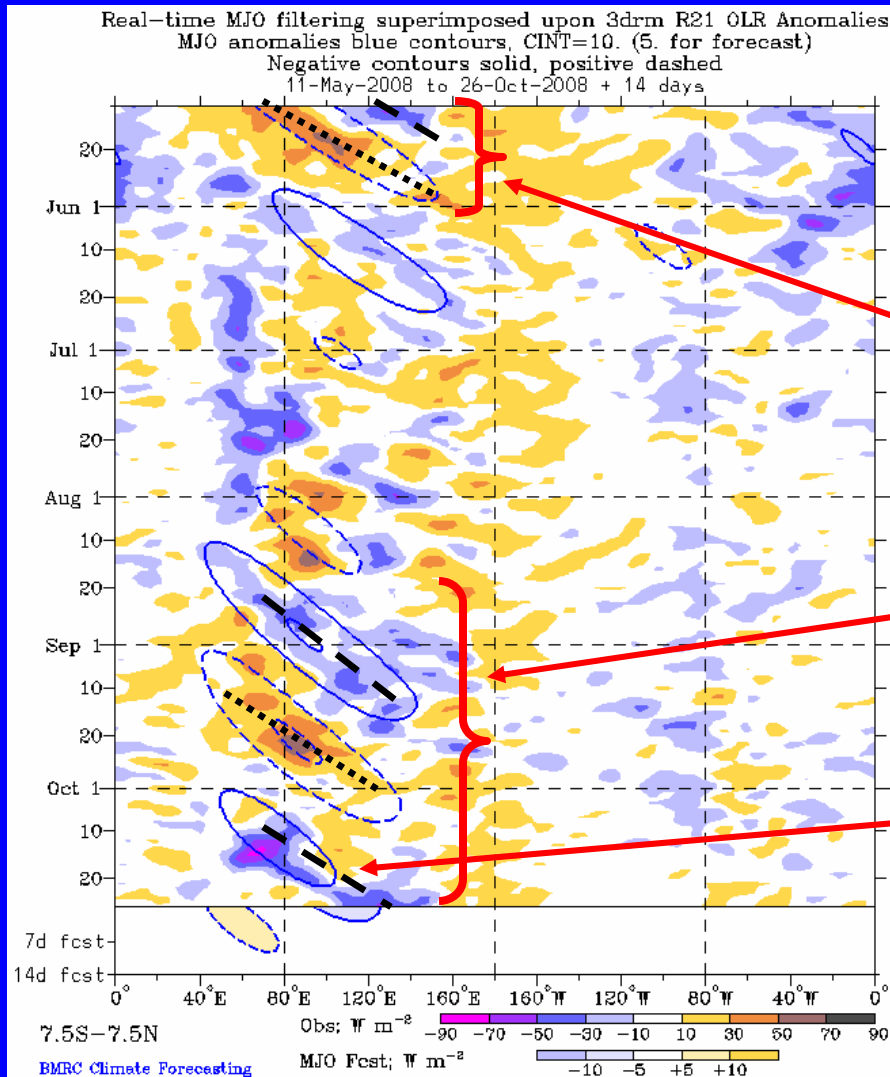 Real-time MJO filtering superimposed upon 3drm R21 OLR Anomalies
MJO anomalies blue contours, CINT=10. (5. for forecast)
Negative contours solid, positive dashed
11-May-2008 to 26-Oct-2008 + 14 days
20
Jun 1
10
20
Jul 1
10
20
Aug 1
10
20
Sep 1
10
20
Oct 1
10
20
7d fcst
14d fcst
0° 40°E 80°E 120°E 160°E 160°W 120°W 80°W 40°W 0°
7.5S-7.5N
Obs; W m⁻² -90 -70 -50 -30 -10 10 30 50 70 90
BMRC Climate Forecasting
MJO Fcst; W m⁻² -10 -5 +5 +10